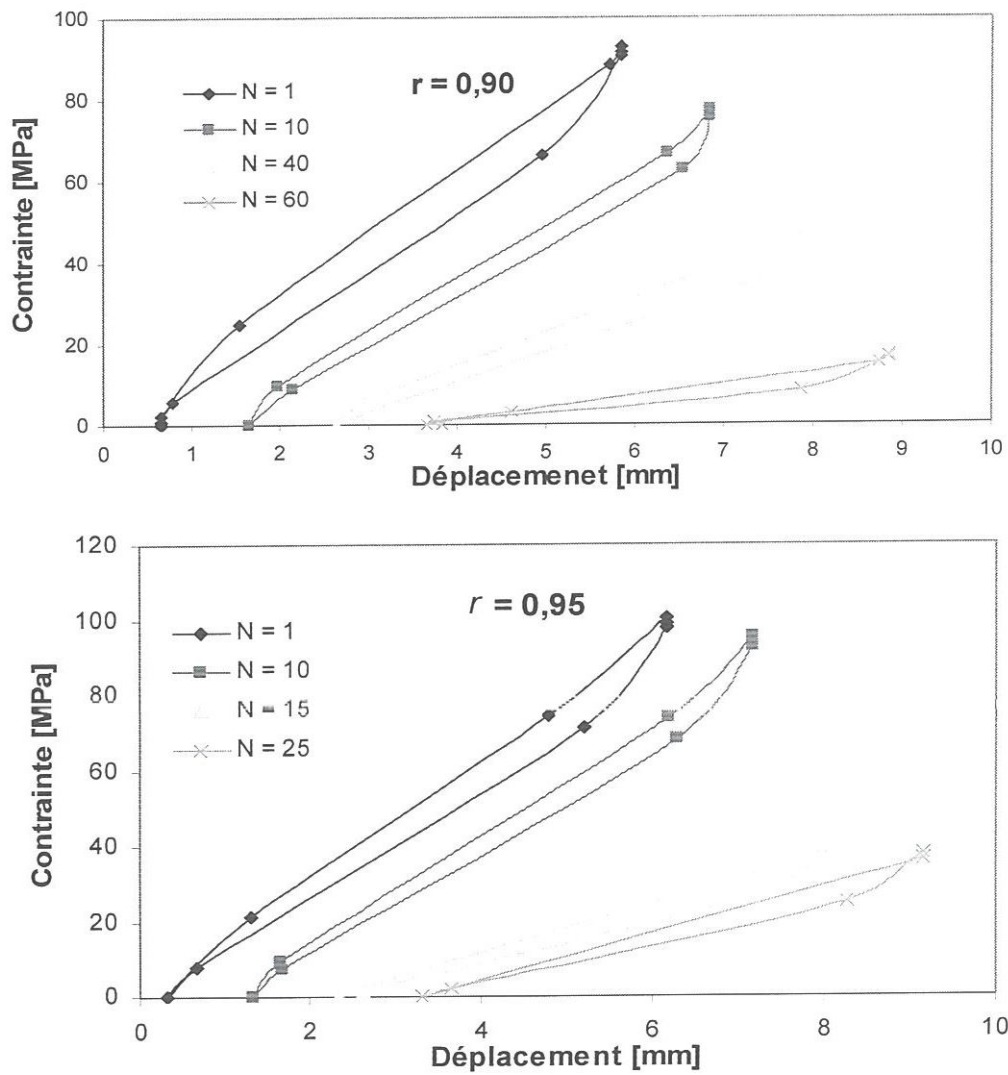 100
80
60
40
20
0
Contrainte [MPa]
r = 0,90
N = 1
N = 10
N = 40
N = 60
0 1 2 3 4 5 6 7 8 9 10
Déplacemenet [mm]
120
100
80
60
40
20
0
Contrainte [MPa]
r = 0,95
N = 1
N = 10
N = 15
N = 25
0 2 4 6 8 10
Déplacement [mm]